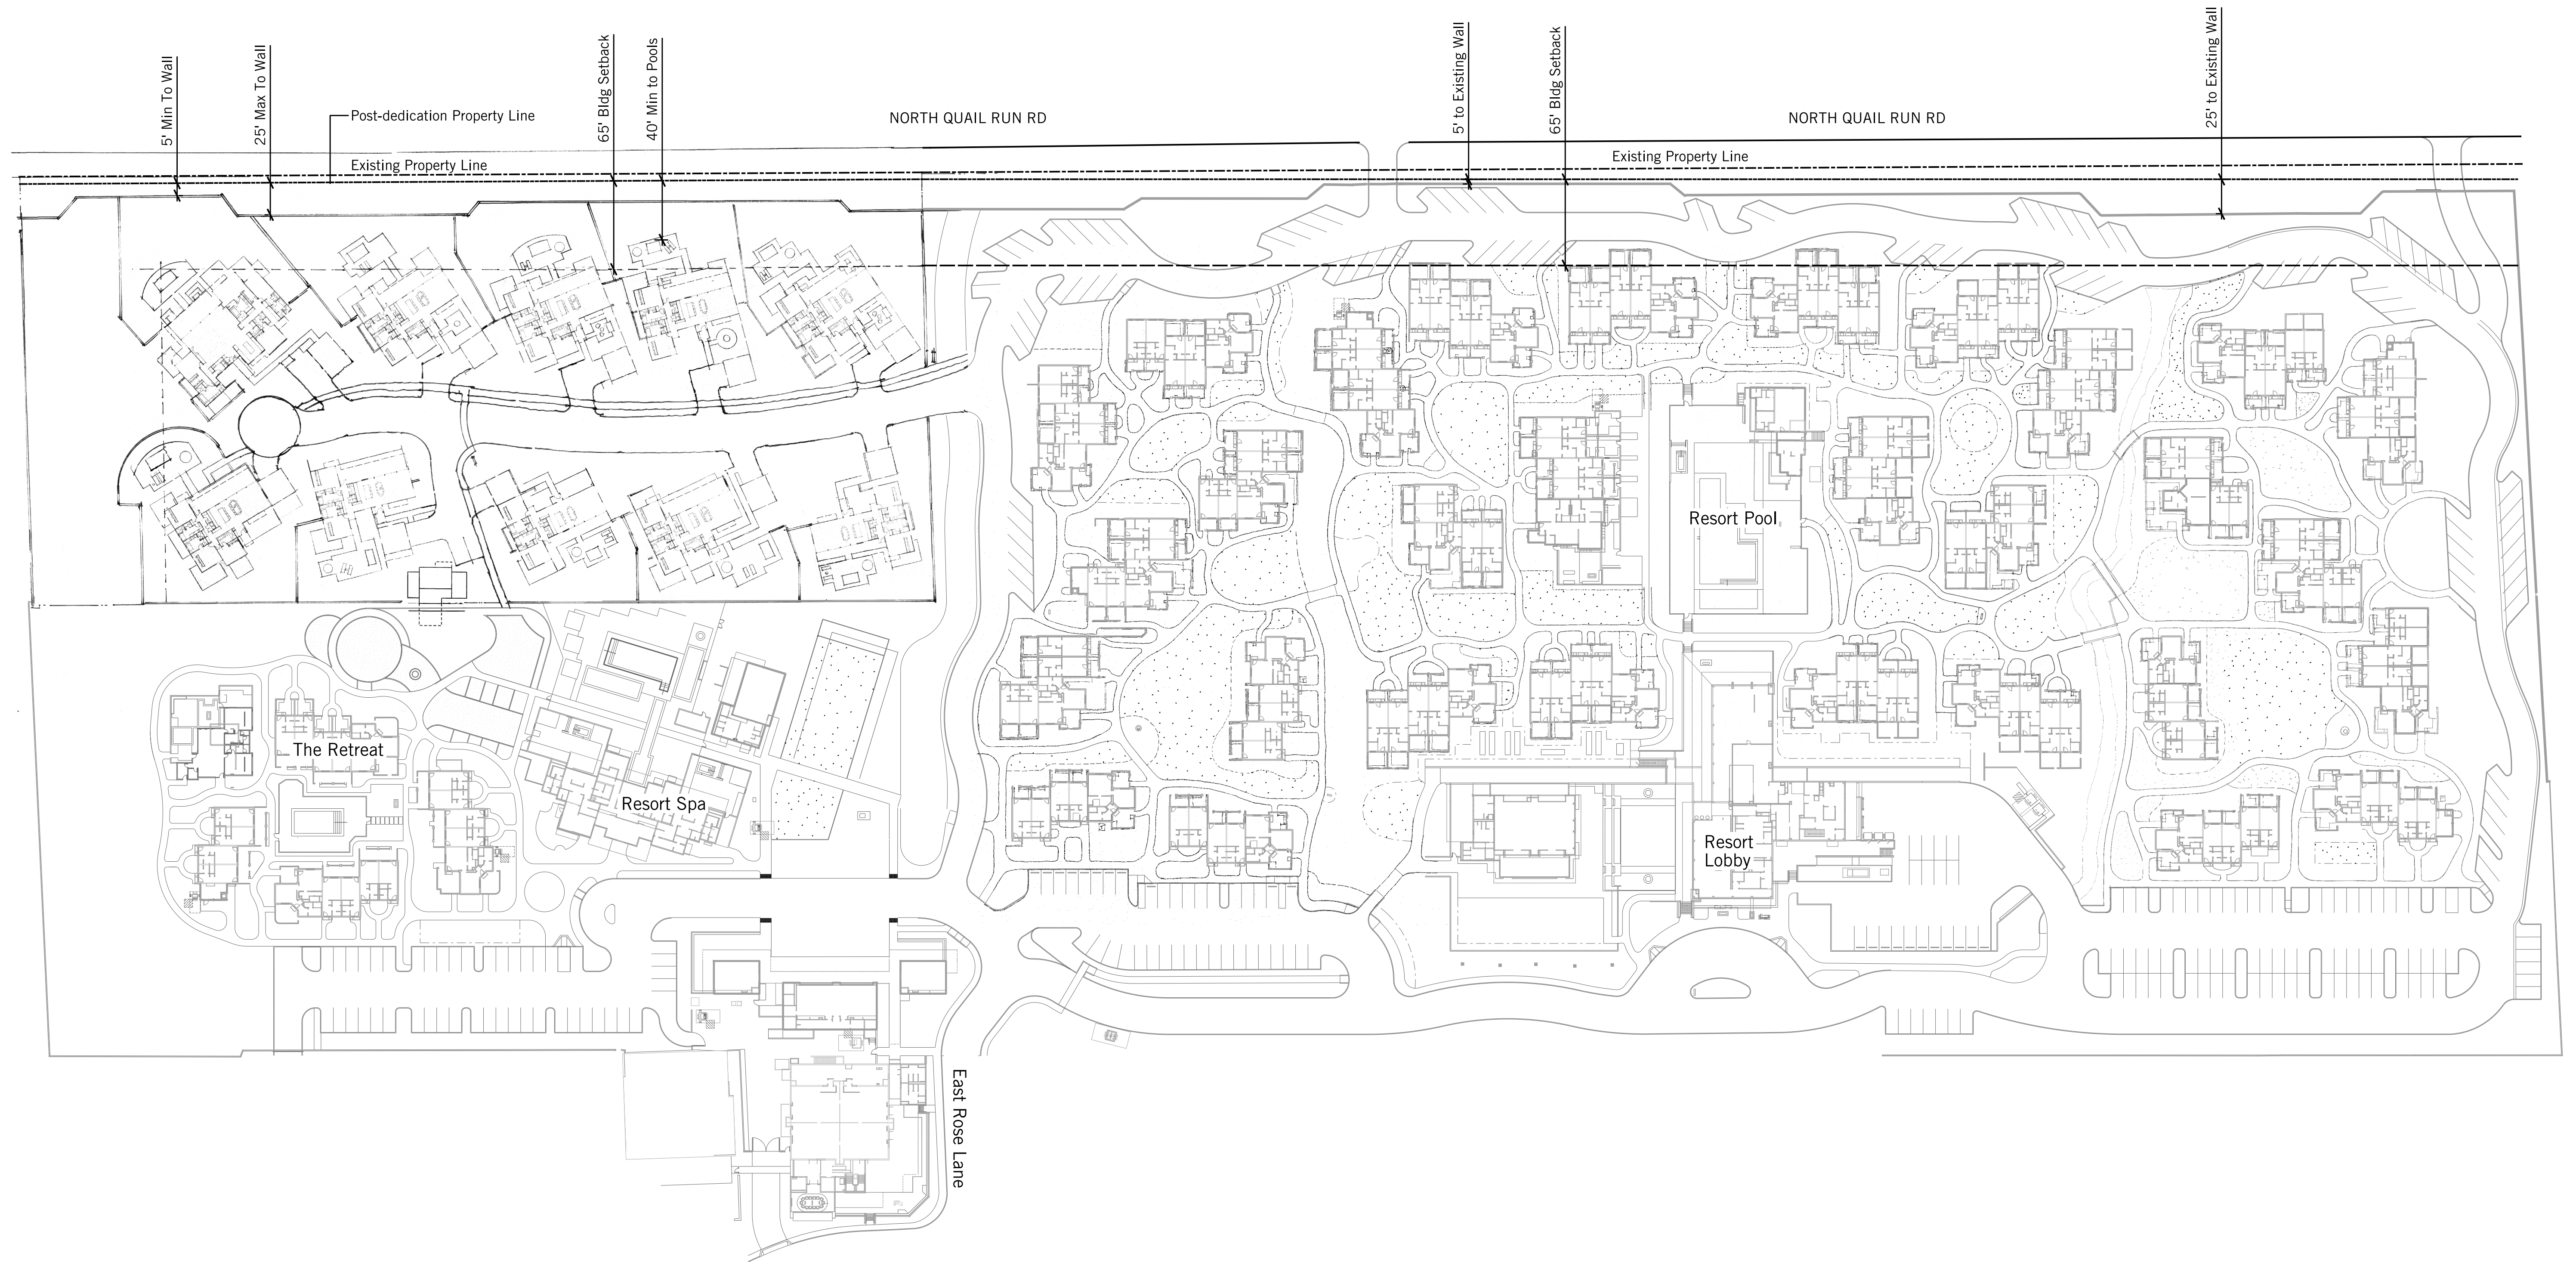 5' Min To Wall
25' Max To Wall
Post-dedication Property Line
Existing Property Line
65' Bldg Setback
40' Min to Pools
NORTH QUAIL RUN RD
5' to Existing Wall
65' Bldg Setback
NORTH QUAIL RUN RD
Existing Property Line
25' to Existing Wall
Resort Pool
The Retreat
Resort Spa
Resort
Lobby
East Rose Lane